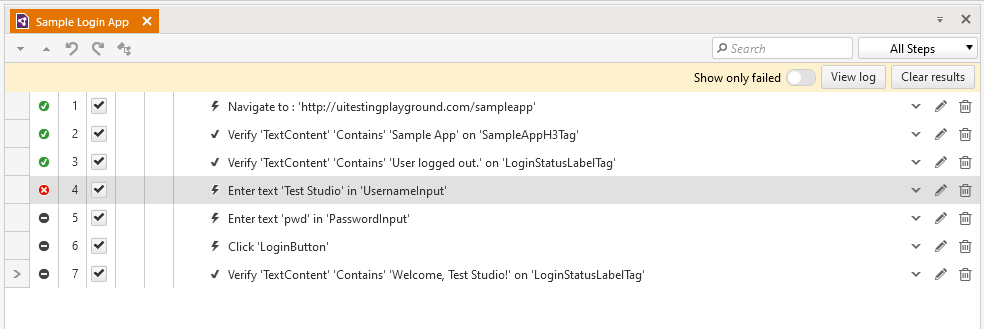 Sample Login App
Search
All Steps
Show only failed
View log
Clear results
1 Navigate to : 'http://uitestingplayground.com/sampleapp'
2 Verify 'TextContent' 'Contains' 'Sample App' on 'SampleAppH3Tag'
3 Verify 'TextContent' 'Contains' 'User logged out.' on 'LoginStatusLabelTag'
4 Enter text 'Test Studio' in 'UsernameInput'
5 Enter text 'pwd' in 'PasswordInput'
6 Click 'LoginButton'
7 Verify 'TextContent' 'Contains' 'Welcome, Test Studio!' on 'LoginStatusLabelTag'